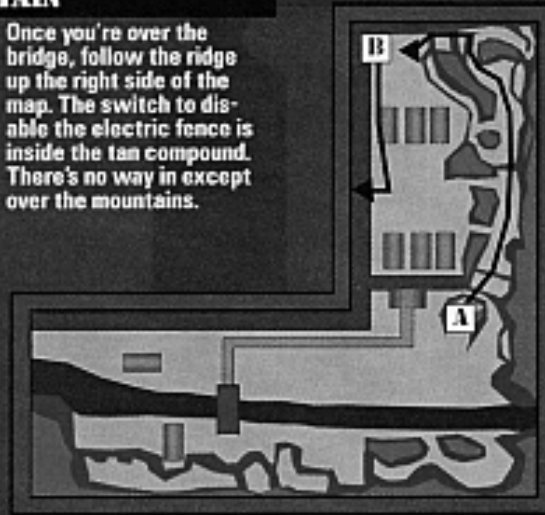 Once you're over the
bridge, follow the ridge
up the right side of the
map. The switch to dis-
able the electric fence is
inside the tan compound.
There's no way in except
over the mountains.
B
A